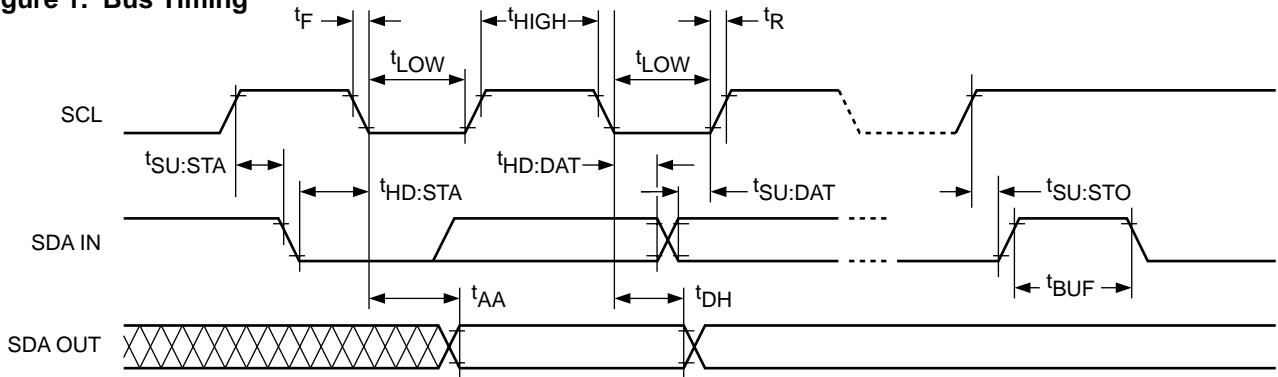 Figure 1. Bus Timing
tF
tHIGH
tR
tLOW
tLOW
SCL
tSU:STA
tHD:DAT
tHD:STA
tSU:DAT
tSU:STO
SDA IN
tBUF
tAA
tDH
SDA OUT